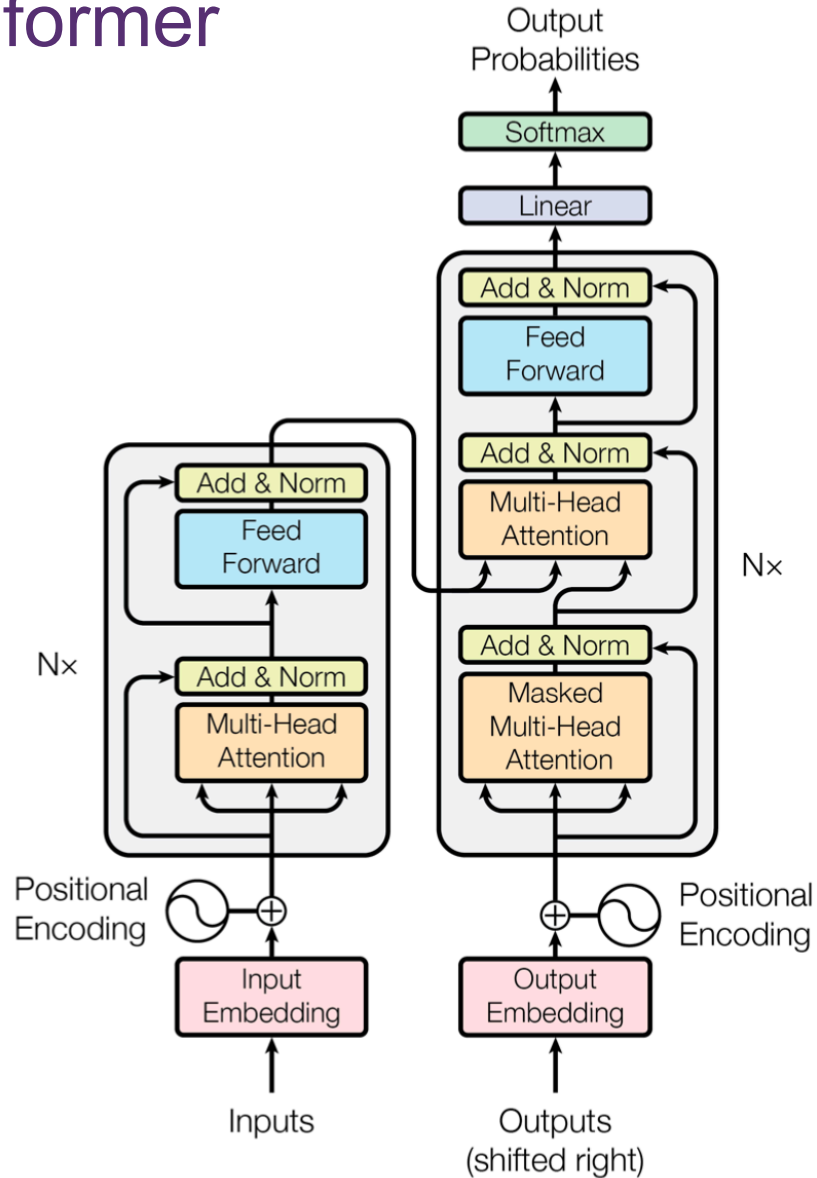 former
Output
Probabilities
Softmax
Linear
Add & Norm
Feed
Forward
Add & Norm
Multi-Head
Attention
Nx
Add & Norm
Masked
Multi-Head
Attention
Add & Norm
Feed
Forward
Nx
Add & Norm
Multi-Head
Attention
Positional
Encoding
Positional
Encoding
Input
Embedding
Output
Embedding
Inputs
Outputs
(shifted right)